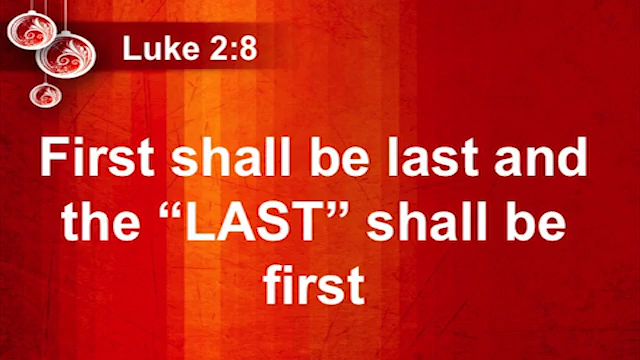 Luke 2:8
First shall be last and
the “LAST” shall be
first